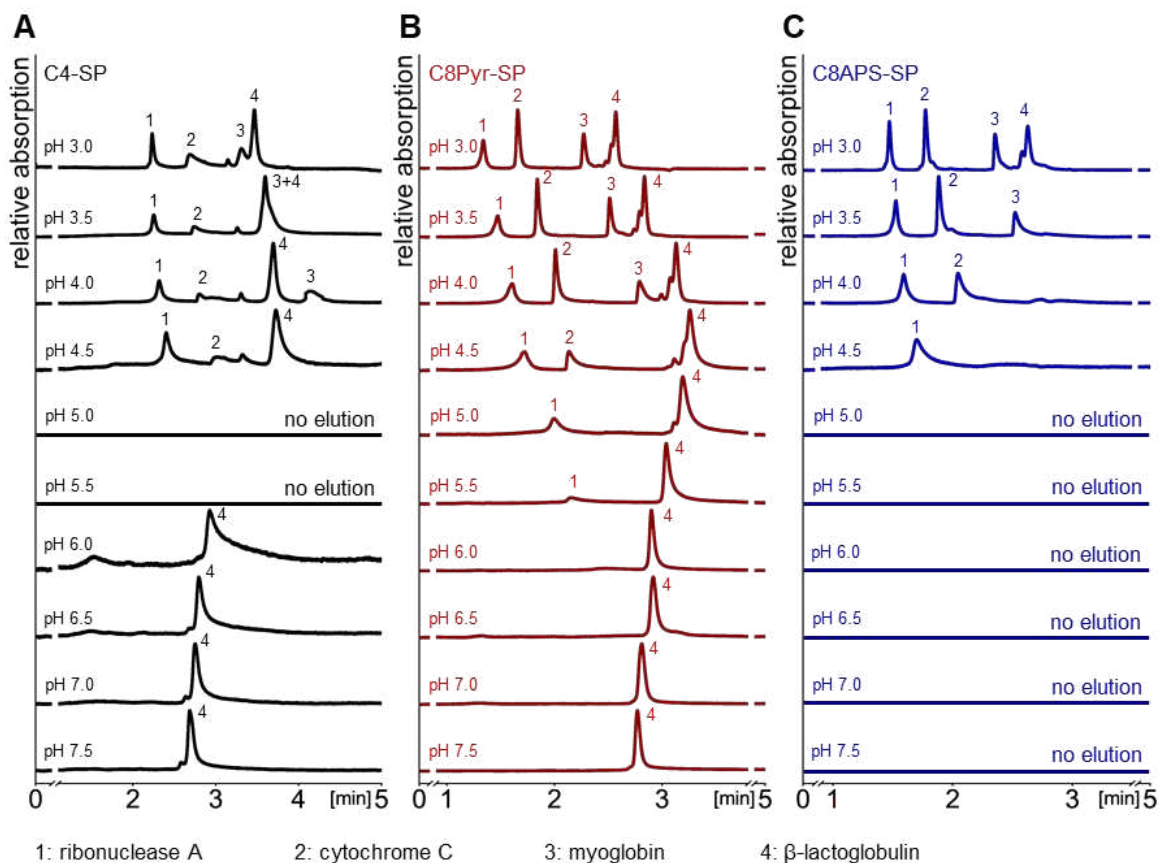 A
relative absorption
C4-SP
pH 3.0
1
2
3
4
pH 3.5
1
2
3+4
pH 4.0
1
2
4
3
pH 4.5
1
2
4
pH 5.0
no elution
pH 5.5
no elution
pH 6.0
4
pH 6.5
4
pH 7.0
4
pH 7.5
4
0
2
3
4
[min]
5
B
relative absorption
C8Pyr-SP
pH 3.0
1
2
3
4
pH 3.5
1
2
3
4
pH 4.0
1
2
3
4
pH 4.5
1
2
4
pH 5.0
1
4
pH 5.5
1
4
pH 6.0
4
pH 6.5
4
pH 7.0
4
pH 7.5
4
0
1
2
3
[min]
5
C
relative absorption
C8APS-SP
pH 3.0
1
2
3
4
pH 3.5
1
2
3
pH 4.0
1
2
pH 4.5
1
pH 5.0
no elution
pH 5.5
no elution
pH 6.0
no elution
pH 6.5
no elution
pH 7.0
no elution
pH 7.5
no elution
0
1
2
3
[min]
5
1: ribonuclease A 2: cytochrome C 3: myoglobin 4: β-lactoglobulin